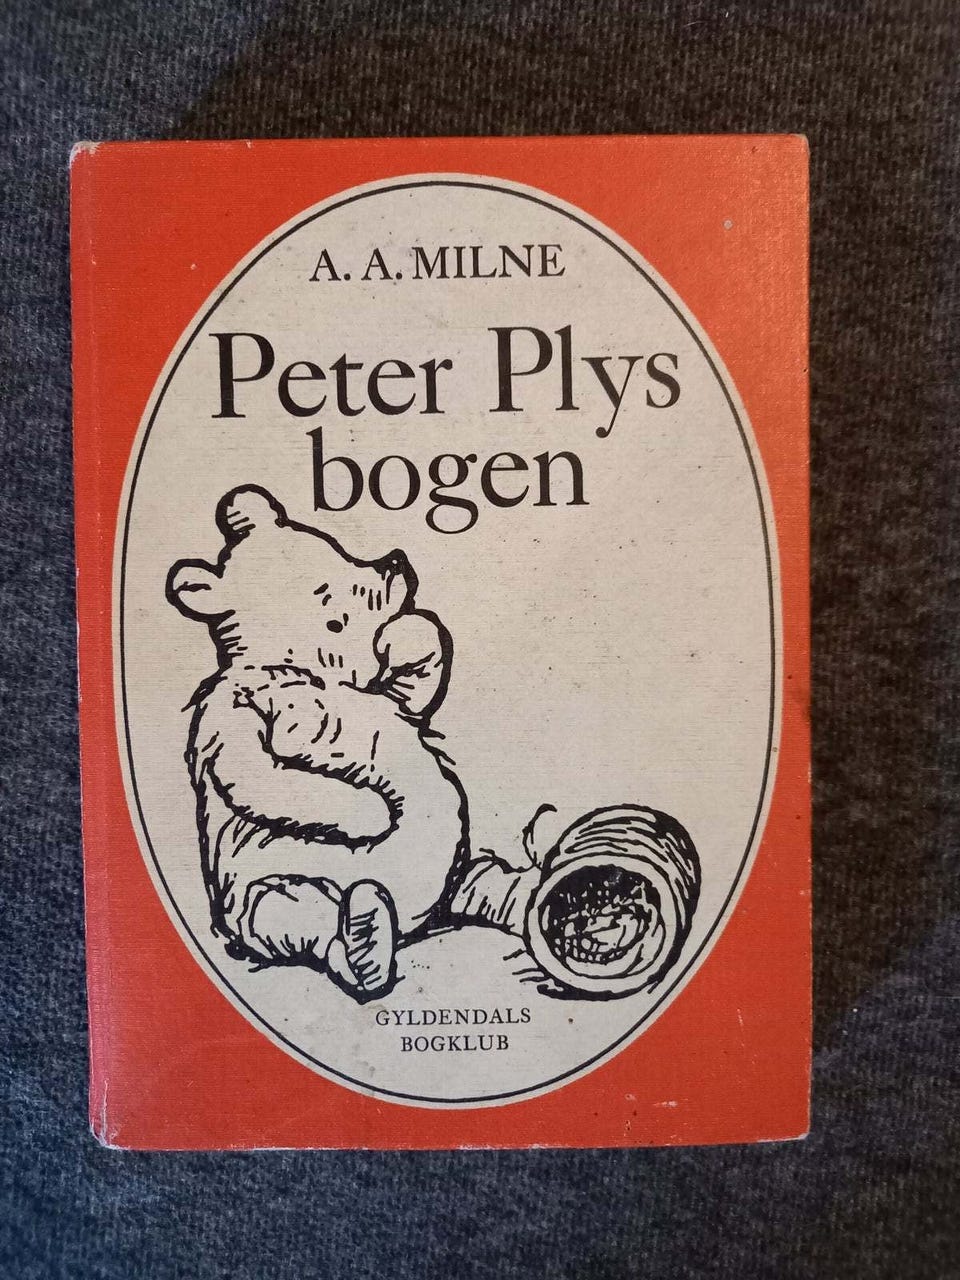 A. A. MILNE
Peter Plys
bogen
GYLDENDALS
BOGKLUB